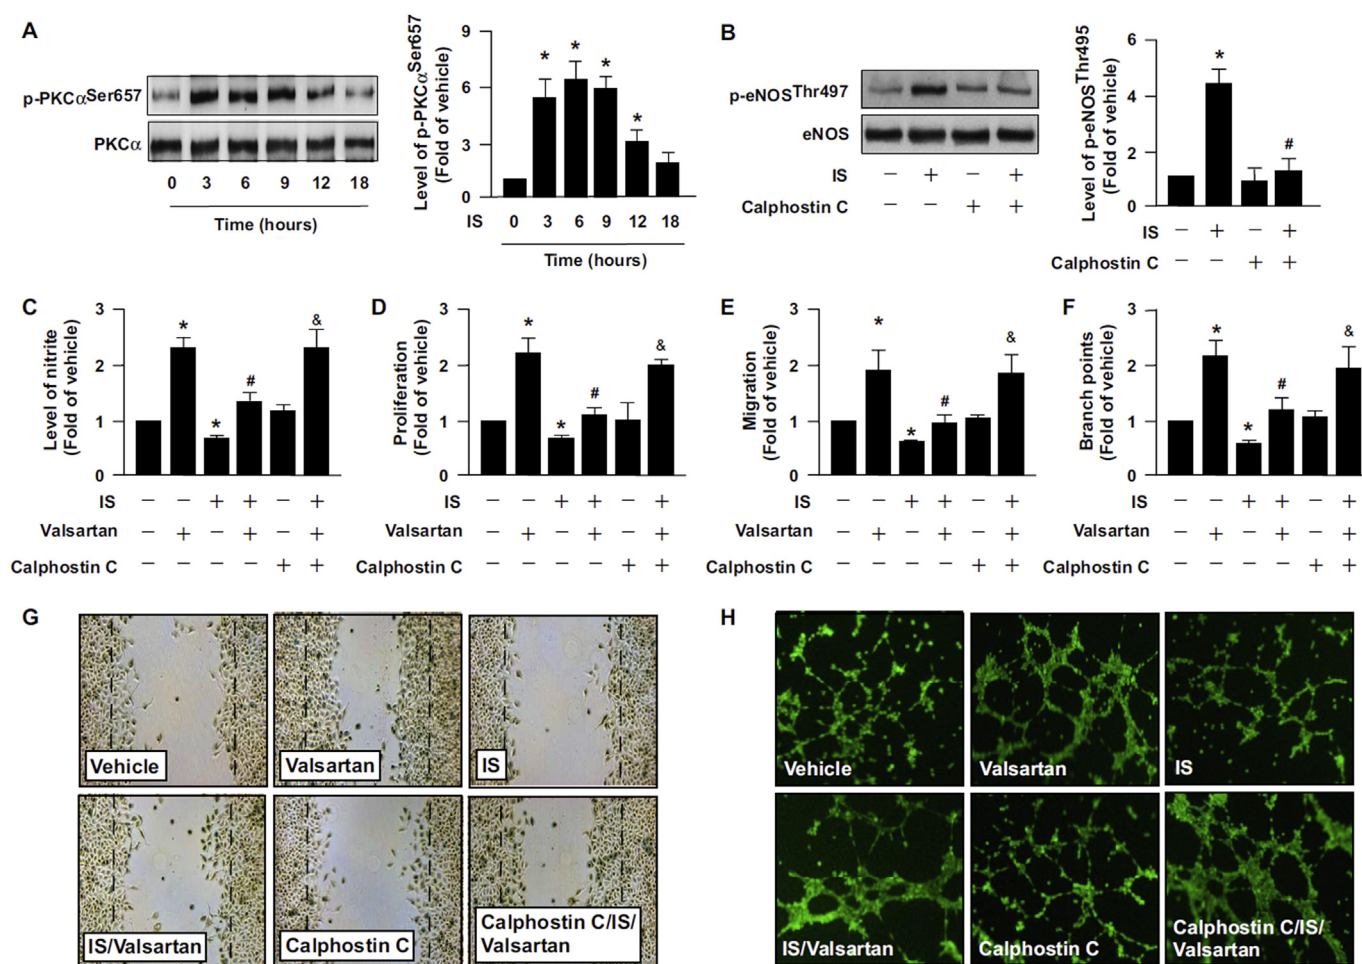 A
p-PKCαSer657
PKCα
0 3 6 9 12 18
Time (hours)
Level of p-PKCαSer657
(Fold of vehicle)
9
6
3
0
* * * *
IS 0 3 6 9 12 18
Time (hours)
B
p-eNOSThr497
eNOS
IS − + − +
Calphostin C − − + +
Level of p-eNOSThr495
(Fold of vehicle)
6
4
2
0
* #
IS − + − +
Calphostin C − − + +
C
Level of nitrite
(Fold of vehicle)
3
2
1
0
* * # &
IS − − + + − +
Valsartan − + − + − +
Calphostin C − − − − + +
D
Proliferation
(Fold of vehicle)
3
2
1
0
* * # &
IS − − + + − +
Valsartan − + − + − +
Calphostin C − − − − + +
E
Migration
(Fold of vehicle)
3
2
1
0
* * # &
IS − − + + − +
Valsartan − + − + − +
Calphostin C − − − − + +
F
Branch points
(Fold of vehicle)
3
2
1
0
* * # &
IS − − + + − +
Valsartan − + − + − +
Calphostin C − − − − + +
G
Vehicle
Valsartan
IS
IS/Valsartan
Calphostin C
Calphostin C/IS/
Valsartan
H
Vehicle
Valsartan
IS
IS/Valsartan
Calphostin C
Calphostin C/IS/
Valsartan